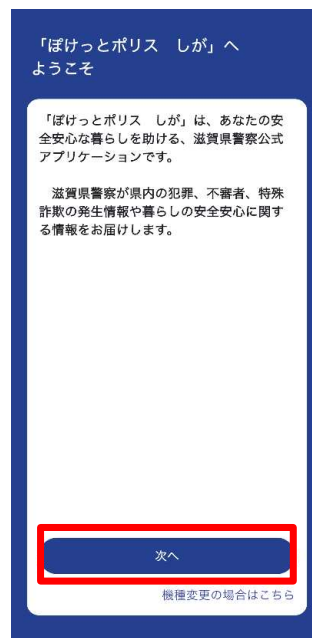 「ぽけっとポリス　しが」へ
ようこそ
「ぽけっとポリス　しが」は、あなたの安
全安心な暮らしを助ける、滋賀県警察公式
アプリケーションです。
　滋賀県警察が県内の犯罪、不審者、特殊
詐欺の発生情報や暮らしの安全安心に関す
る情報をお届けします。
次へ
機種変更の場合はこちら